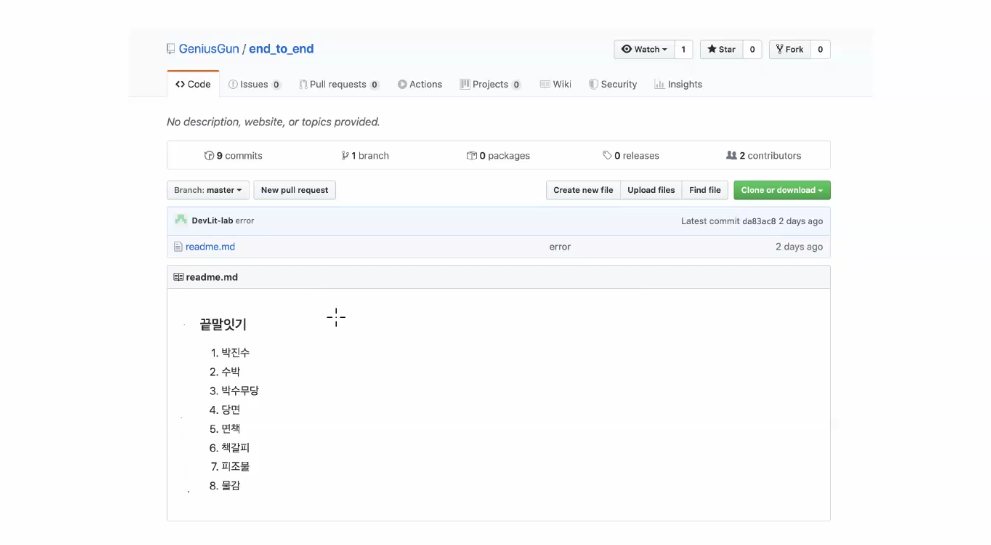 GeniusGun / end_to_end
Watch 1 Star 0 Fork 0
Code Issues 0 Pull requests 0 Actions Projects 0 Wiki Security Insights
No description, website, or topics provided.
9 commits 1 branch 0 packages 0 releases 2 contributors
Branch: master New pull request Create new file Upload files Find file Clone or download
DevLit-lab error Latest commit da83ac8 2 days ago
readme.md error 2 days ago
readme.md
끝말잇기
1. 박진수
2. 수박
3. 박수무당
4. 당면
5. 면책
6. 책갈피
7. 피조물
8. 물감